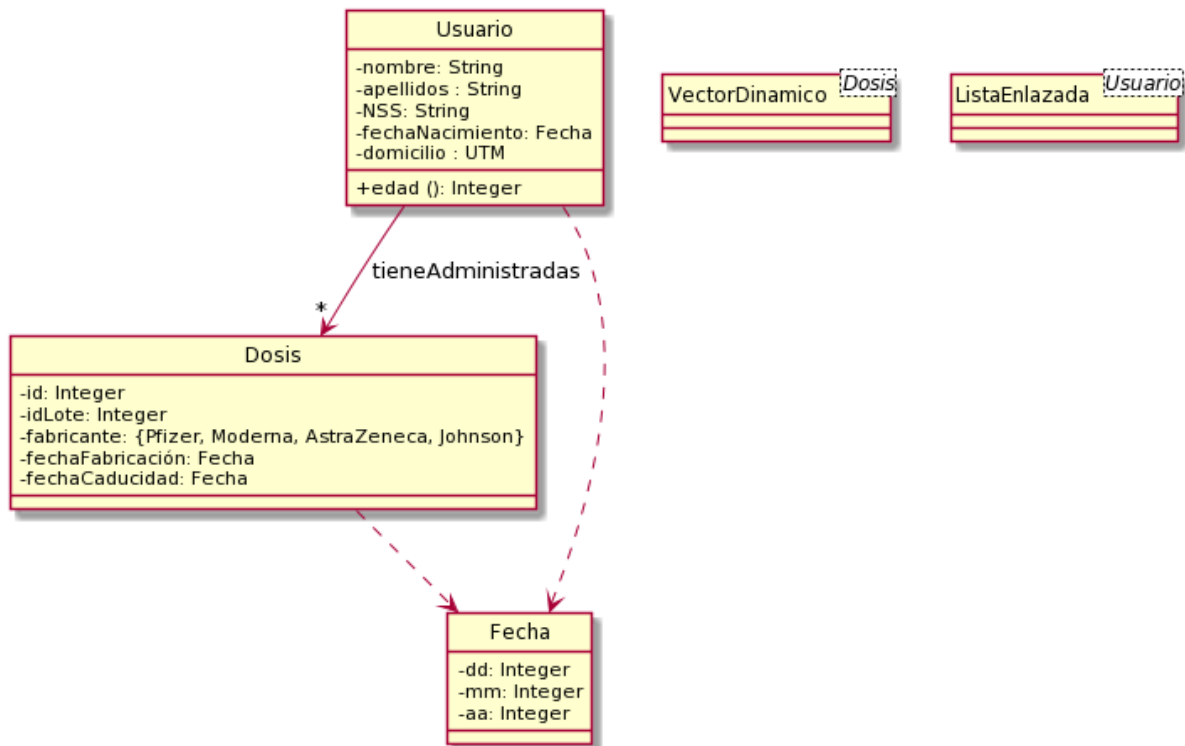 Usuario
-nombre: String
-apellidos : String
-NSS: String
-fechaNacimiento: Fecha
-domicilio : UTM
+edad (): Integer
VectorDinamico
Dosis
ListaEnlazada
Usuario
tieneAdministradas
*
Dosis
-id: Integer
-idLote: Integer
-fabricante: {Pfizer, Moderna, AstraZeneca, Johnson}
-fechaFabricación: Fecha
-fechaCaducidad: Fecha
Fecha
-dd: Integer
-mm: Integer
-aa: Integer